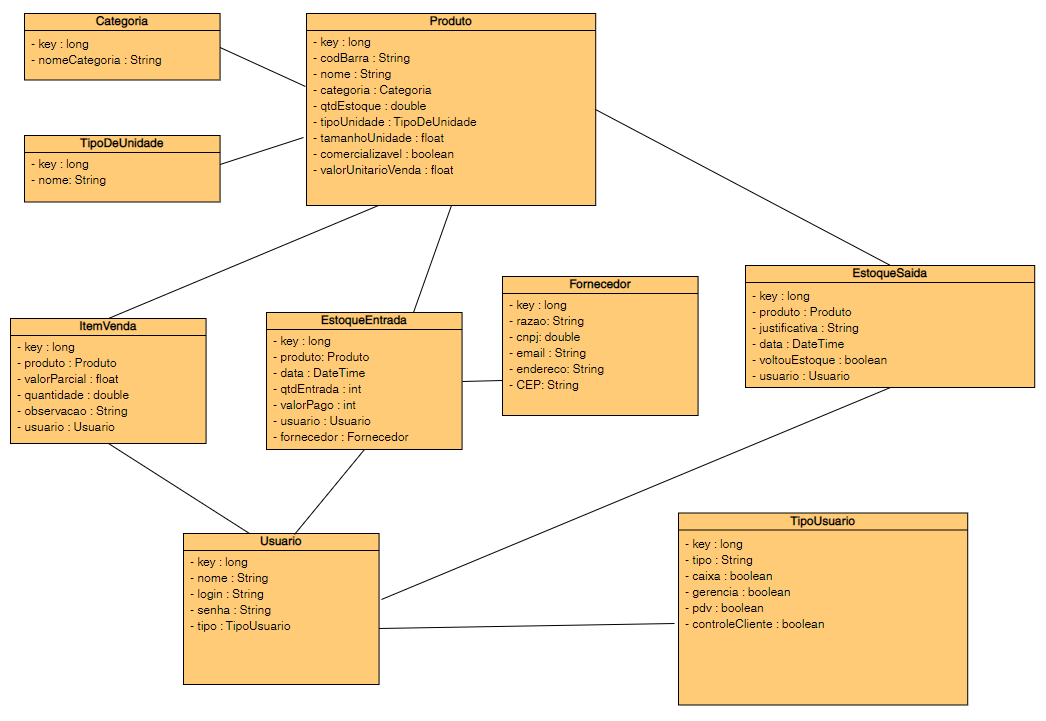 Categoria
- key : long
- nomeCategoria : String
Produto
- key : long
- codBarra : String
- nome : String
- categoria : Categoria
- qtdEstoque : double
- tipoUnidade : TipoDeUnidade
- tamanhoUnidade : float
- comercializavel : boolean
- valorUnitarioVenda : float
TipoDeUnidade
- key : long
- nome: String
ItemVenda
- key : long
- produto : Produto
- valorParcial : float
- quantidade : double
- observacao : String
- usuario : Usuario
EstoqueEntrada
- key : long
- produto: Produto
- data : DateTime
- qtdEntrada : int
- valorPago : int
- usuario : Usuario
- fornecedor : Fornecedor
Fornecedor
- key : long
- razao: String
- cnpj: double
- email : String
- endereco: String
- CEP: String
EstoqueSaida
- key : long
- produto : Produto
- justificativa : String
- data : DateTime
- voltouEstoque : boolean
- usuario : Usuario
Usuario
- key : long
- nome : String
- login : String
- senha : String
- tipo : TipoUsuario
TipoUsuario
- key : long
- tipo : String
- caixa : boolean
- gerencia : boolean
- pdv : boolean
- controleCliente : boolean